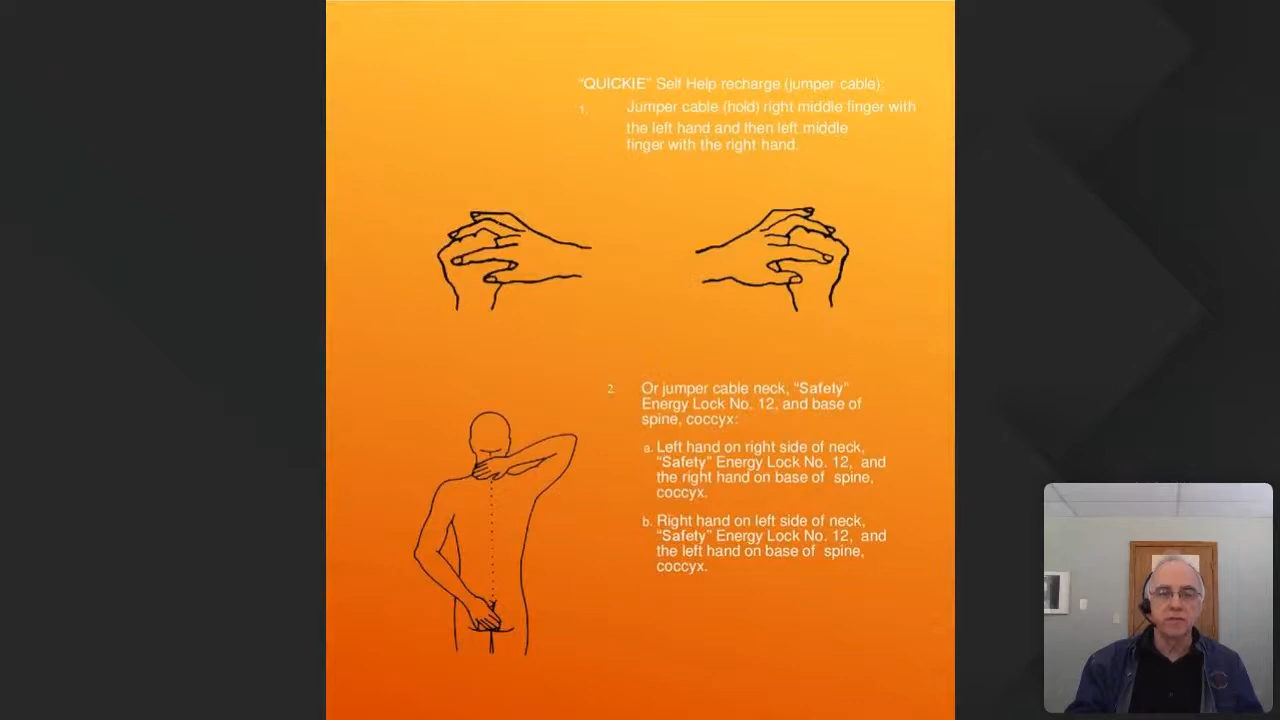 “QUICKIE” Self Help recharge (jumper cable):
1. Jumper cable (hold) right middle finger with
the left hand and then left middle
finger with the right hand.
2. Or jumper cable neck, “Safety”
Energy Lock No. 12, and base of
spine, coccyx:
a. Left hand on right side of neck,
“Safety” Energy Lock No. 12, and
the right hand on base of spine,
coccyx.
b. Right hand on left side of neck,
“Safety” Energy Lock No. 12, and
the left hand on base of spine,
coccyx.